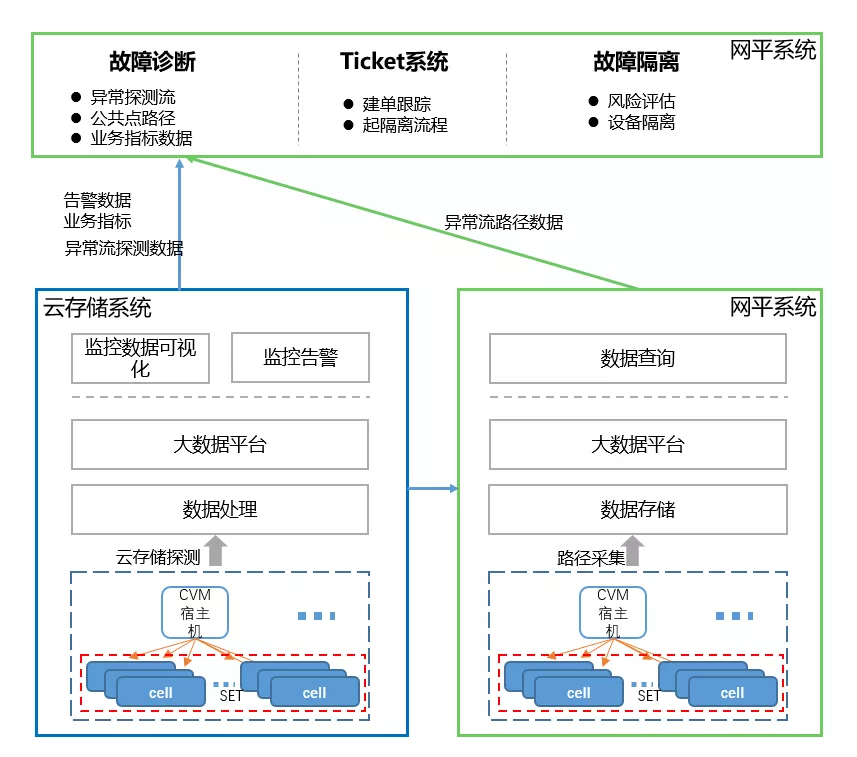 网平系统
故障诊断
异常探测流
公共点路径
业务指标数据
Ticket系统
建单跟踪
起隔离流程
故障隔离
风险评估
设备隔离
告警数据
业务指标
异常流探测数据
异常流路径数据
云存储系统
监控数据可视
化
监控告警
大数据平台
数据处理
云存储探测
CVM
宿主
机
cell
SET
cell
网平系统
数据查询
大数据平台
数据存储
路径采集
CVM
宿主
机
cell
SET
cell